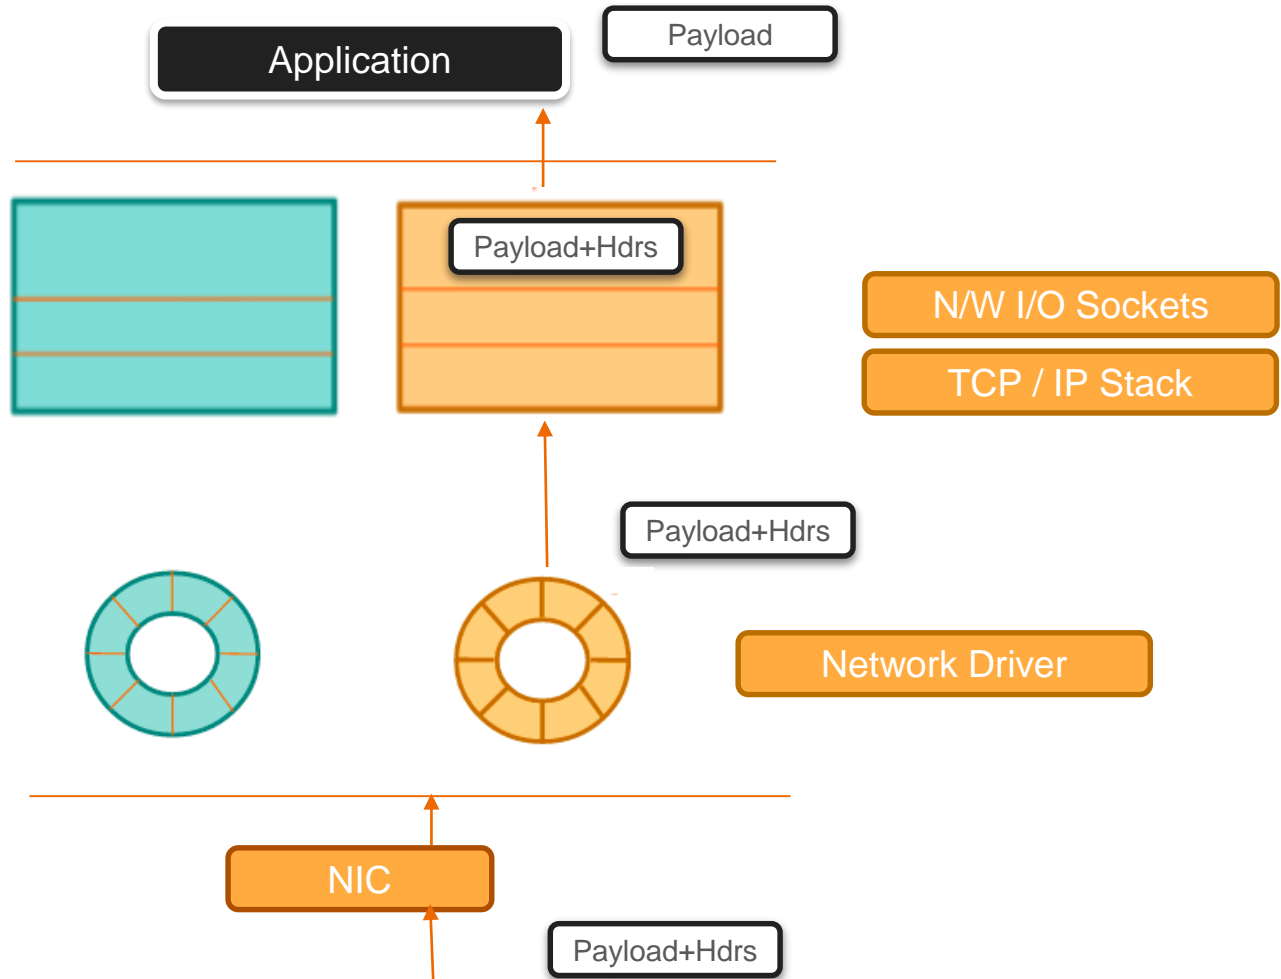 Payload
Application
Payload+Hdrs
N/W I/O Sockets
TCP / IP Stack
Payload+Hdrs
Network Driver
NIC
Payload+Hdrs